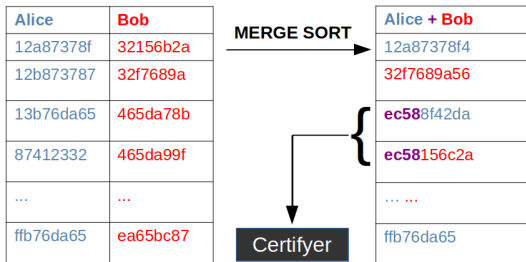 Alice Bob
12a87378f 32156b2a
12b873787 32f7689a
13b76da65 465da78b
87412332 465da99f
... ...
ffb76da65 ea65bc87
MERGE SORT
Certifyer
Alice + Bob
12a87378f4
32f7689a56
{
ec588f42da
ec58156c2a
... ...
ffb76da65